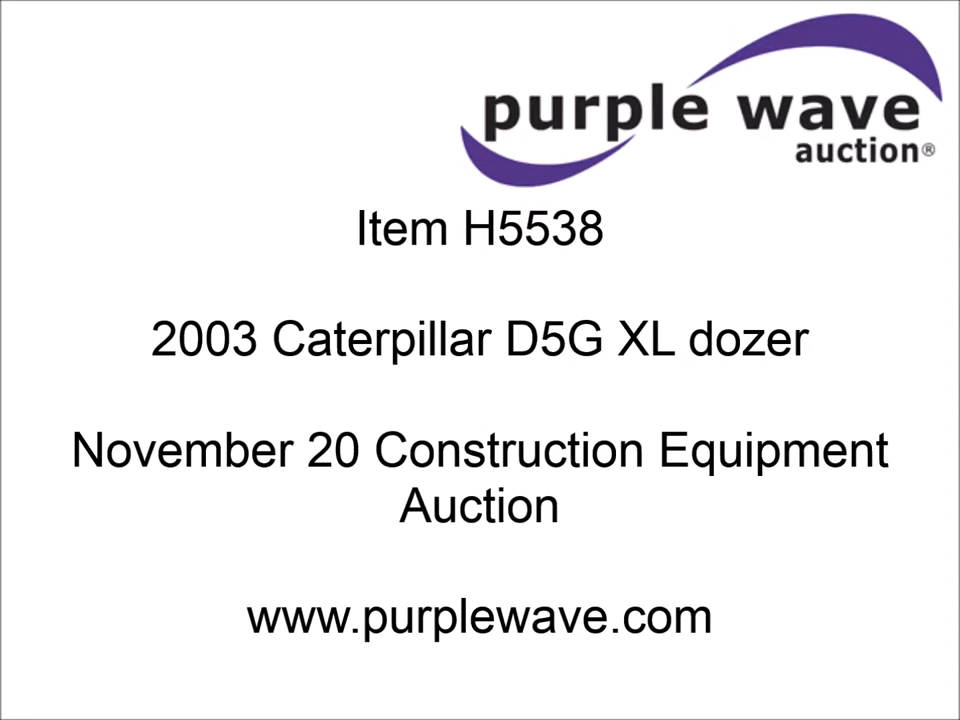 purple wave
auction®
Item H5538
2003 Caterpillar D5G XL dozer
November 20 Construction Equipment
Auction
www.purplewave.com